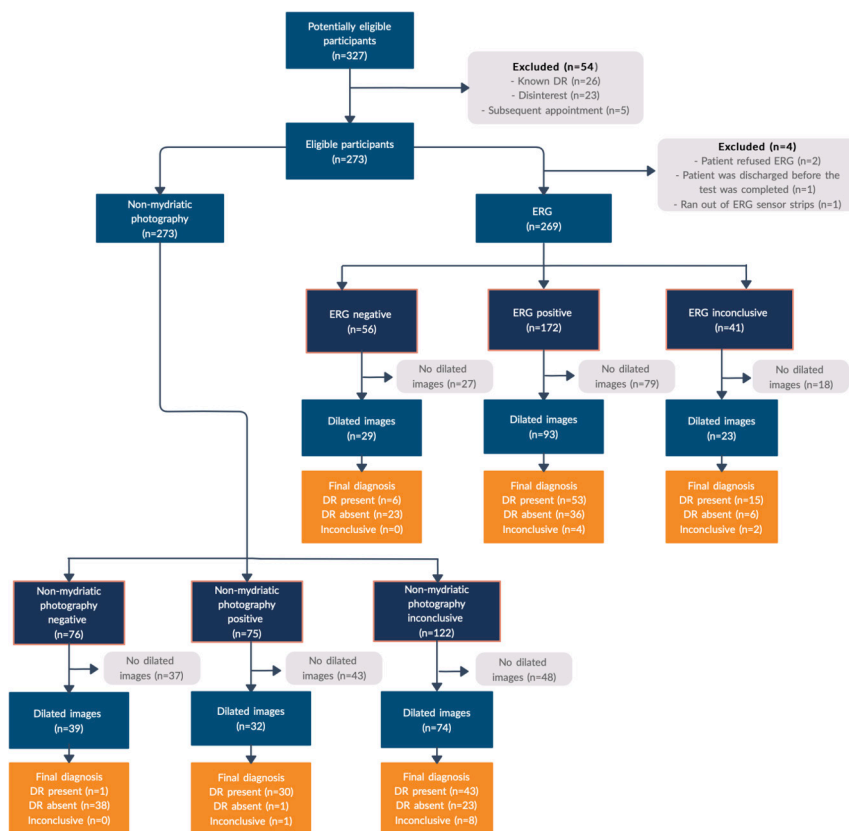 Potentially eligible
participants
(n=327)
Excluded (n=54)
- Known DR (n=26)
- Disinterest (n=23)
- Subsequent appointment (n=5)
Eligible participants
(n=273)
Excluded (n=4)
- Patient refused ERG (n=2)
- Patient was discharged before the
test was completed (n=1)
- Ran out of ERG sensor strips (n=1)
Non-mydriatic
photography
(n=273)
ERG
(n=269)
ERG negative
(n=56)
ERG positive
(n=172)
ERG inconclusive
(n=41)
No dilated
images (n=27)
No dilated
images (n=79)
No dilated
images (n=18)
Dilated images
(n=29)
Dilated images
(n=93)
Dilated images
(n=23)
Final diagnosis
DR present (n=6)
DR absent (n=23)
Inconclusive (n=0)
Final diagnosis
DR present (n=53)
DR absent (n=36)
Inconclusive (n=4)
Final diagnosis
DR present (n=15)
DR absent (n=6)
Inconclusive (n=2)
Non-mydriatic
photography
negative
(n=76)
Non-mydriatic
photography
positive
(n=75)
Non-mydriatic
photography
inconclusive
(n=122)
No dilated
images (n=37)
No dilated
images (n=43)
No dilated
images (n=48)
Dilated images
(n=39)
Dilated images
(n=32)
Dilated images
(n=74)
Final diagnosis
DR present (n=1)
DR absent (n=38)
Inconclusive (n=0)
Final diagnosis
DR present (n=30)
DR absent (n=1)
Inconclusive (n=1)
Final diagnosis
DR present (n=43)
DR absent (n=23)
Inconclusive (n=8)